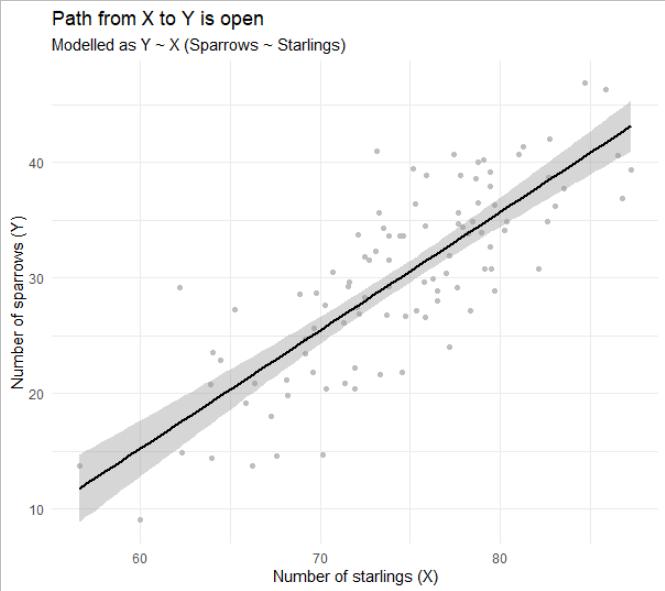 Path from X to Y is open
Modelled as Y ~ X (Sparrows ~ Starlings)
Number of sparrows (Y)
40
30
20
10
60
70
80
Number of starlings (X)